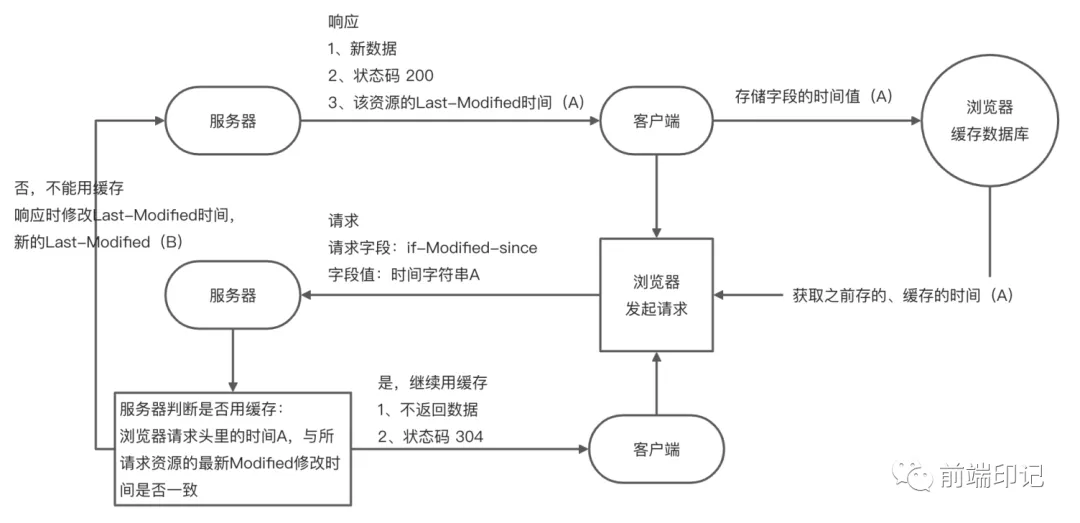 响应
1、新数据
2、状态码 200
3、该资源的Last-Modified时间（A）
服务器
客户端
存储字段的时间值（A）
浏览器
缓存数据库
否，不能用缓存
响应时修改Last-Modified时间，
新的Last-Modified（B）
请求
请求字段：if-Modified-since
字段值：时间字符串A
服务器
浏览器
发起请求
获取之前存的、缓存的时间（A）
服务器判断是否用缓存：
浏览器请求头里的时间A，与所
请求资源的最新Modified修改时
间是否一致
是，继续用缓存
1、不返回数据
2、状态码 304
客户端
前端印记